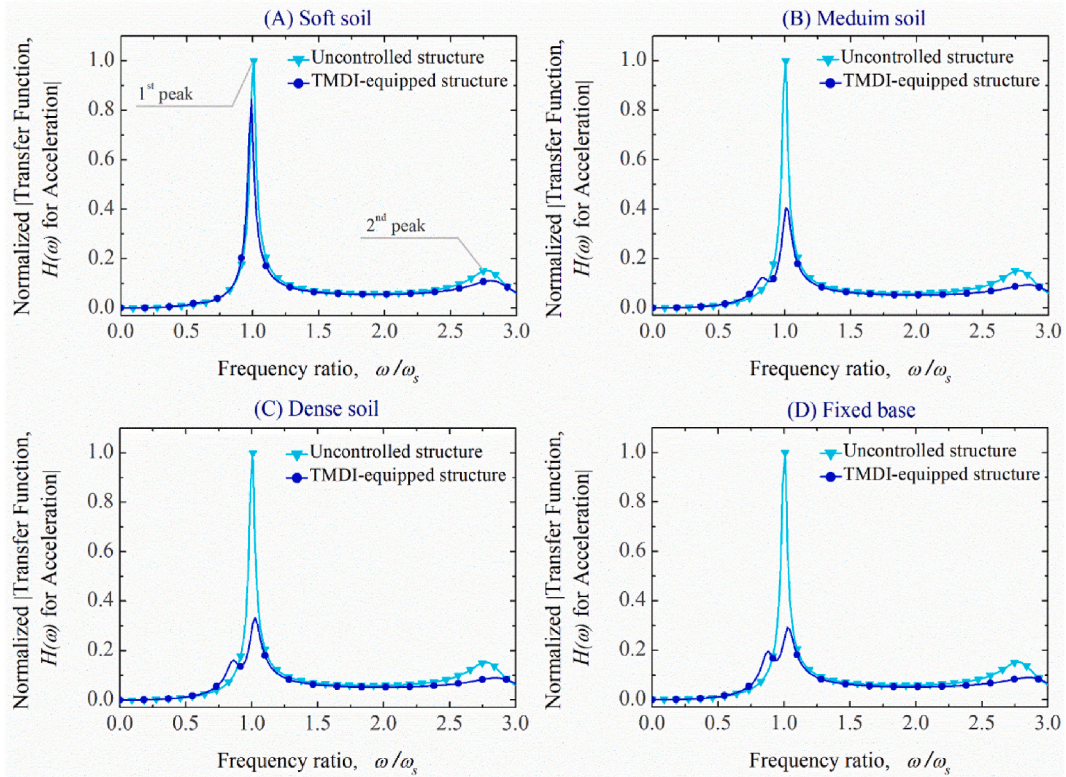 (A) Soft soil
Normalized |Transfer Function,
H(ω) for Acceleration|
1.0
0.8
0.6
0.4
0.2
0.0
Uncontrolled structure
TMDI-equipped structure
1st peak
2nd peak
0.0 0.5 1.0 1.5 2.0 2.5 3.0
Frequency ratio, ω/ωs
(B) Meduim soil
Normalized |Transfer Function,
H(ω) for Acceleration|
1.0
0.8
0.6
0.4
0.2
0.0
Uncontrolled structure
TMDI-equipped structure
0.0 0.5 1.0 1.5 2.0 2.5 3.0
Frequency ratio, ω/ωs
(C) Dense soil
Normalized |Transfer Function,
H(ω) for Acceleration|
1.0
0.8
0.6
0.4
0.2
0.0
Uncontrolled structure
TMDI-equipped structure
0.0 0.5 1.0 1.5 2.0 2.5 3.0
Frequency ratio, ω/ωs
(D) Fixed base
Normalized |Transfer Function,
H(ω) for Acceleration|
1.0
0.8
0.6
0.4
0.2
0.0
Uncontrolled structure
TMDI-equipped structure
0.0 0.5 1.0 1.5 2.0 2.5 3.0
Frequency ratio, ω/ωs